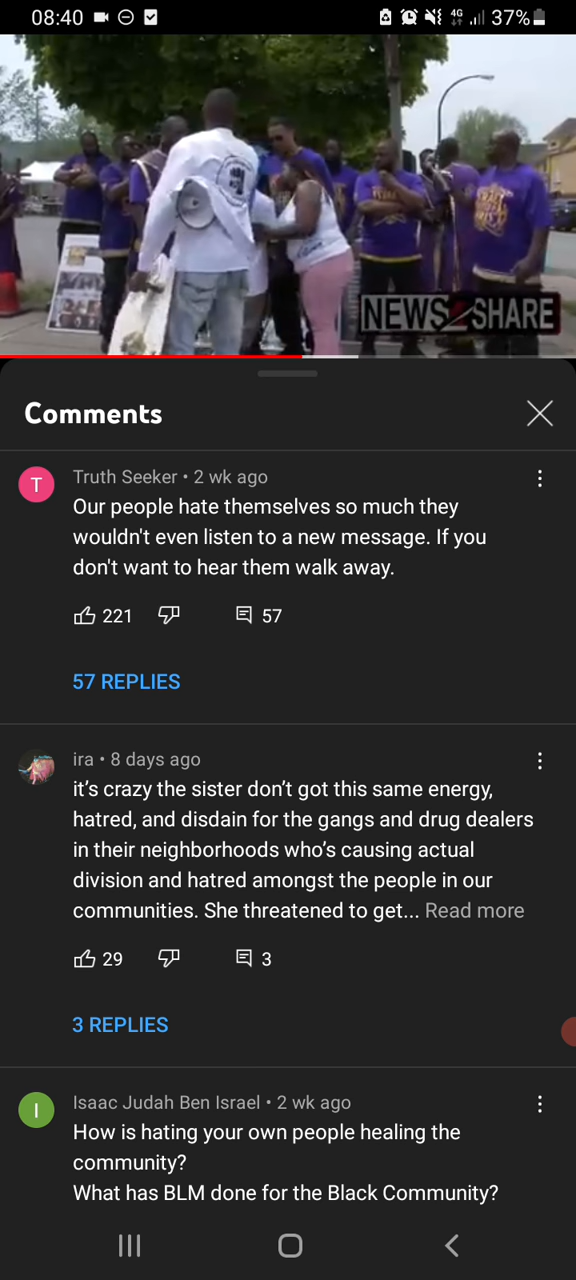 08:40
4G
37%
NEWS2SHARE
Comments
T
Truth Seeker • 2 wk ago
Our people hate themselves so much they
wouldn't even listen to a new message. If you
don't want to hear them walk away.
221
57
57 REPLIES
ira • 8 days ago
it’s crazy the sister don’t got this same energy,
hatred, and disdain for the gangs and drug dealers
in their neighborhoods who’s causing actual
division and hatred amongst the people in our
communities. She threatened to get... Read more
29
3
3 REPLIES
I
Isaac Judah Ben Israel • 2 wk ago
How is hating your own people healing the
community?
What has BLM done for the Black Community?